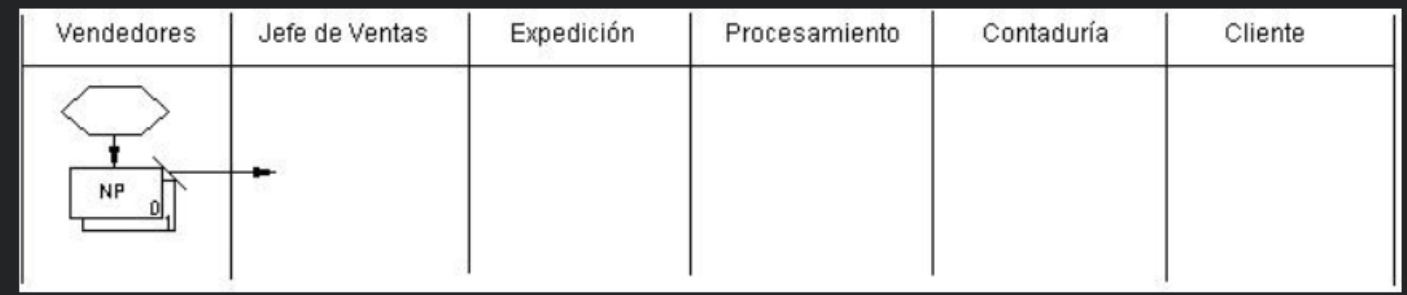 Vendedores Jefe de Ventas Expedición Procesamiento Contaduría Cliente
NP
0
1